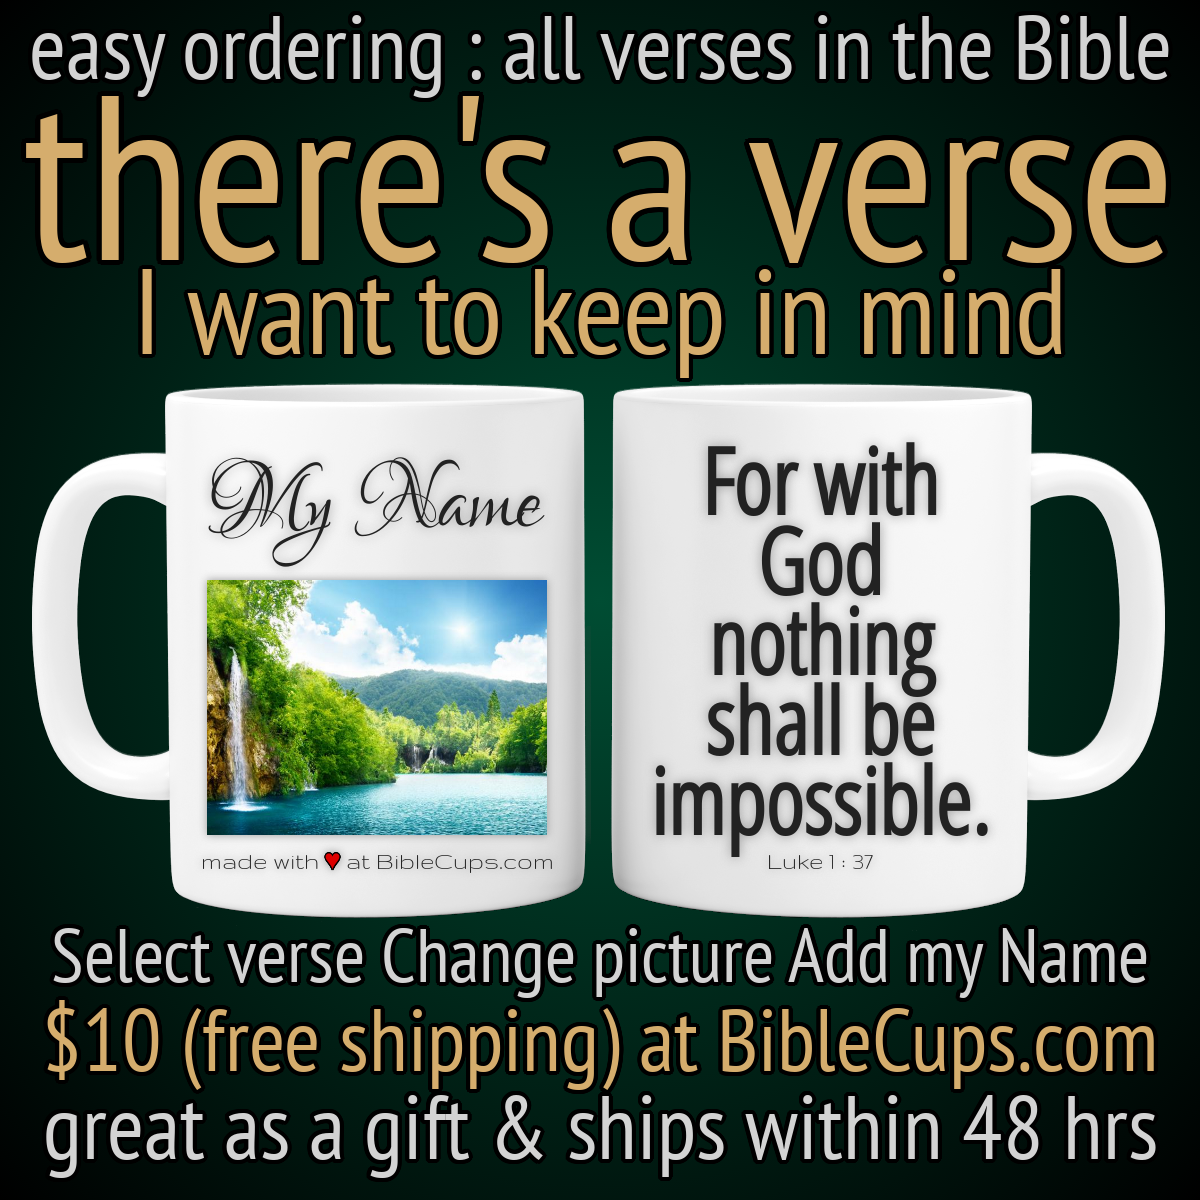 easy ordering : all verses in the Bible
there's a verse
I want to keep in mind
My Name
made with ♥ at BibleCups.com
For with
God
nothing
shall be
impossible.
Luke 1 : 37
Select verse Change picture Add my Name
$10 (free shipping) at BibleCups.com
great as a gift & ships within 48 hrs